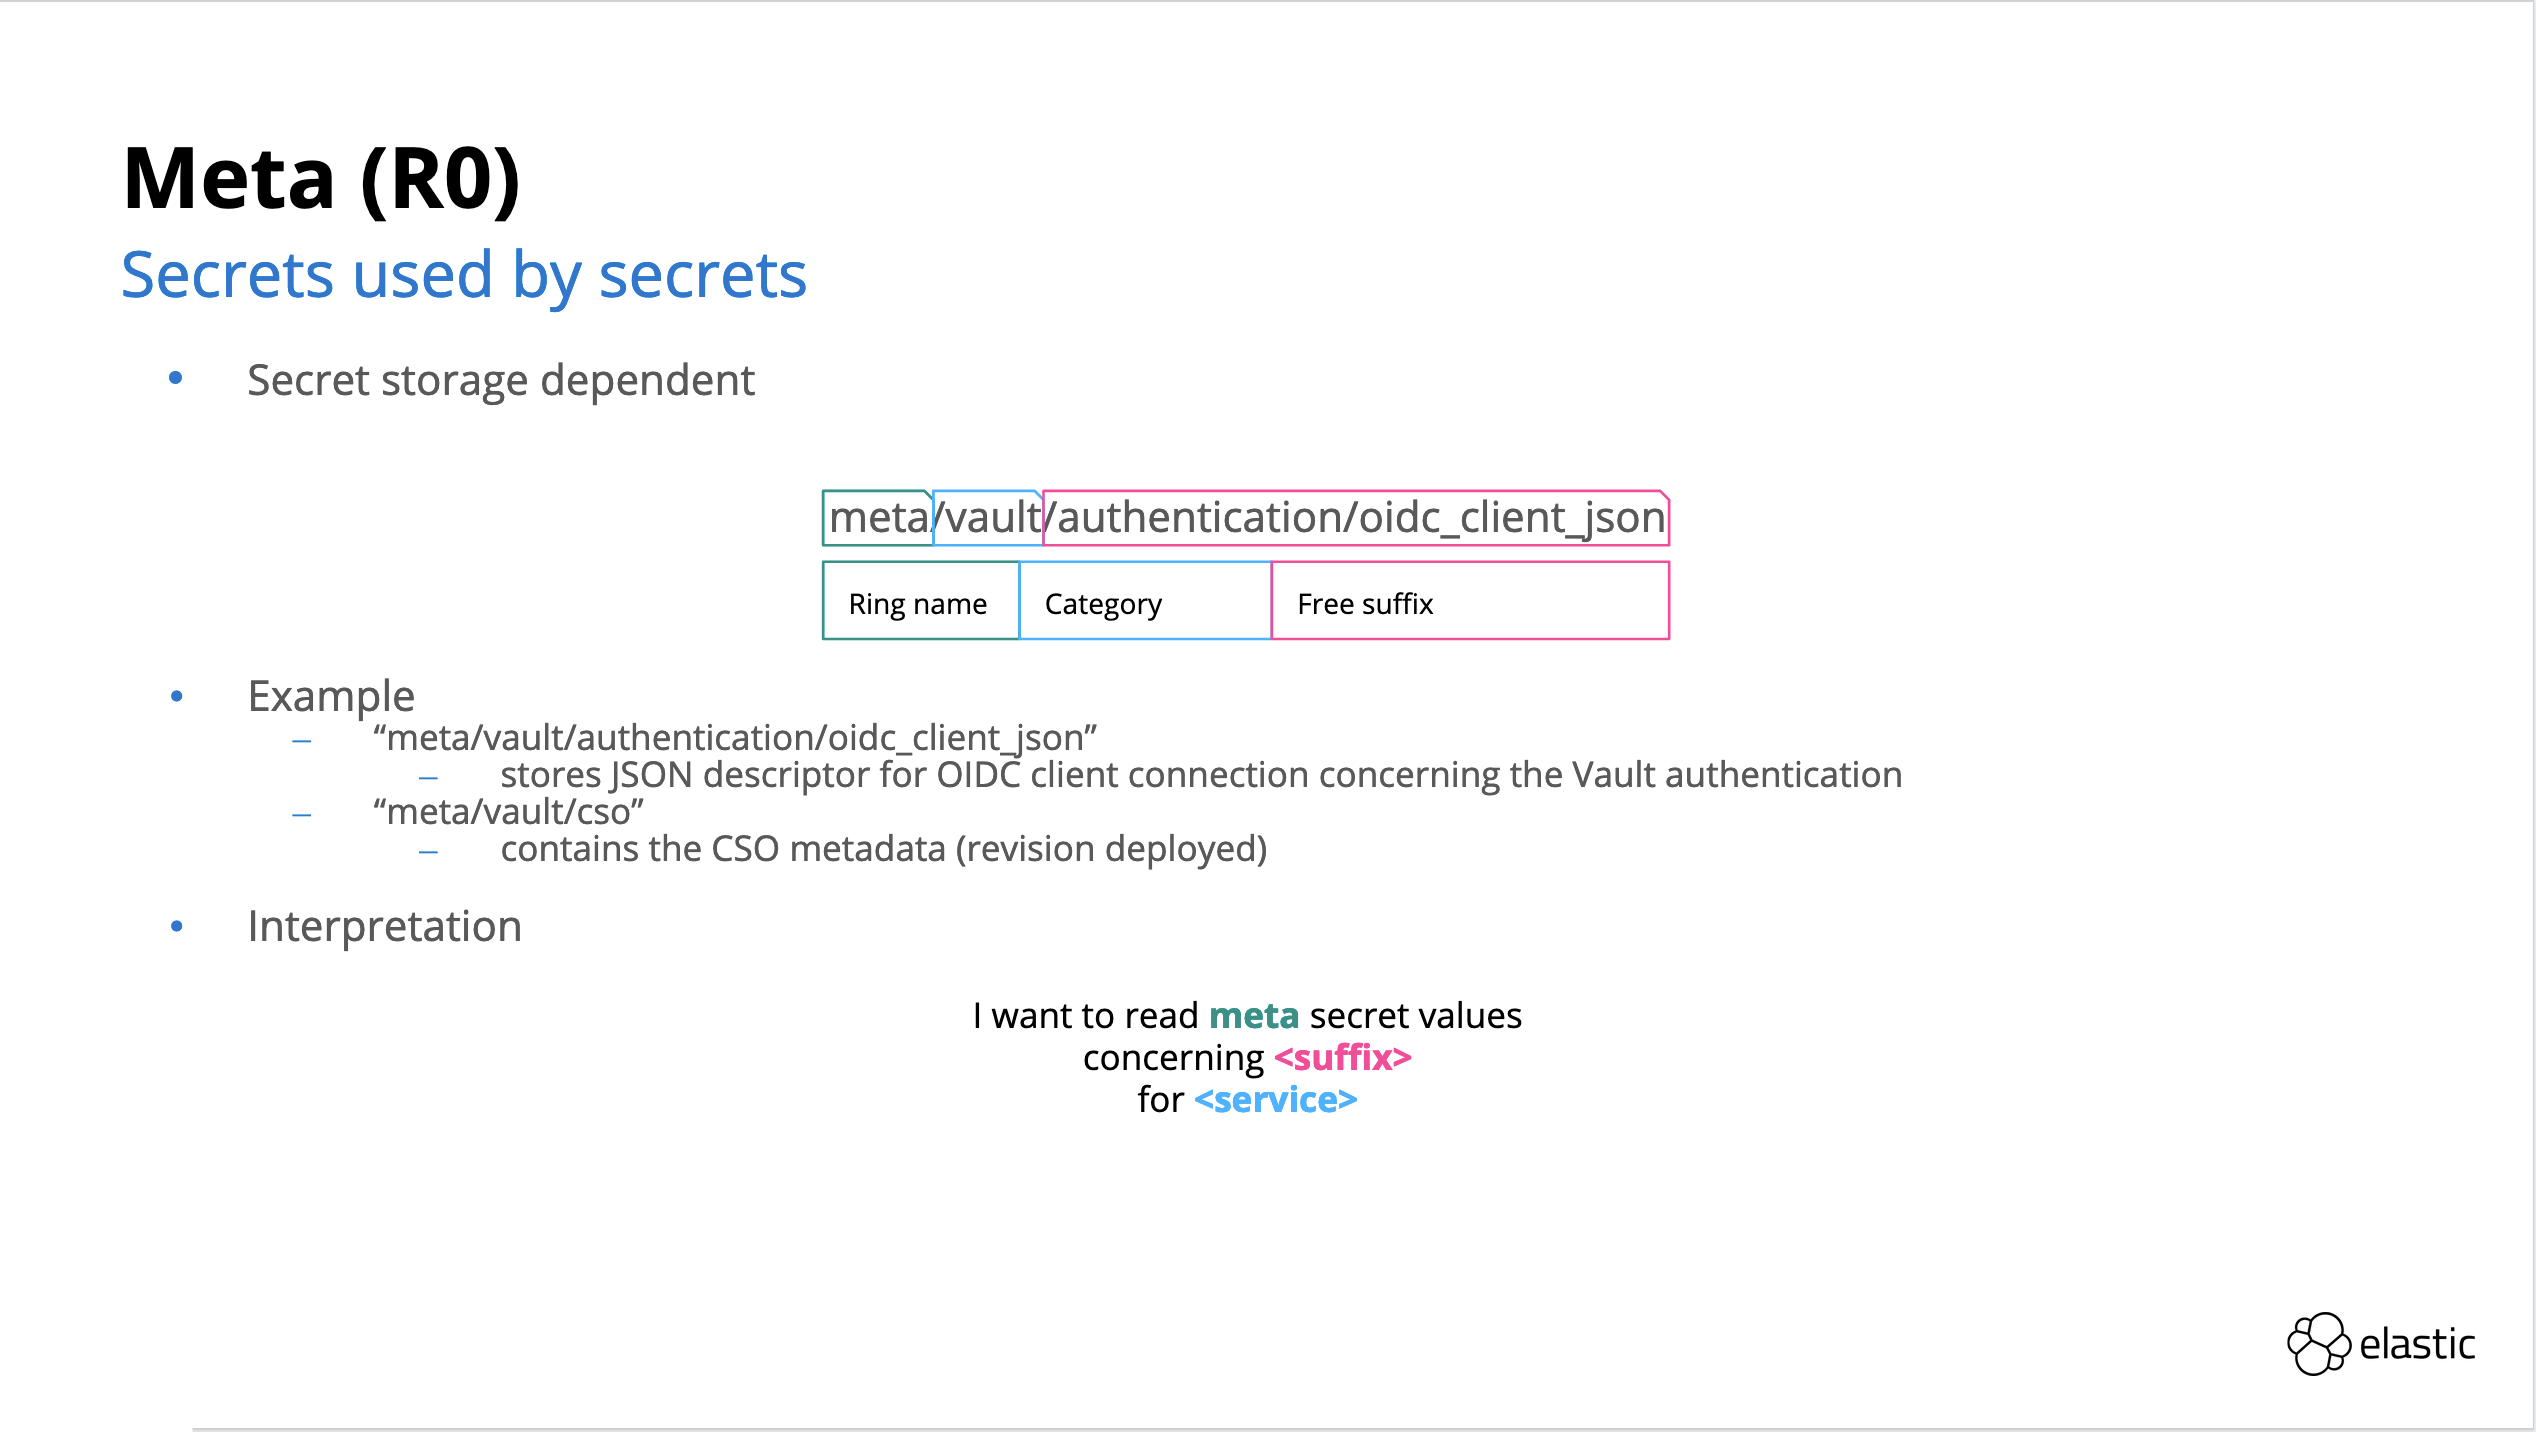 Meta (R0)
Secrets used by secrets
• Secret storage dependent
meta/vault/authentication/oidc_client_json
Ring name Category Free suffix
• Example
– “meta/vault/authentication/oidc_client_json”
– stores JSON descriptor for OIDC client connection concerning the Vault authentication
– “meta/vault/cso”
– contains the CSO metadata (revision deployed)
• Interpretation
I want to read meta secret values
concerning <suffix>
for <service>
elastic